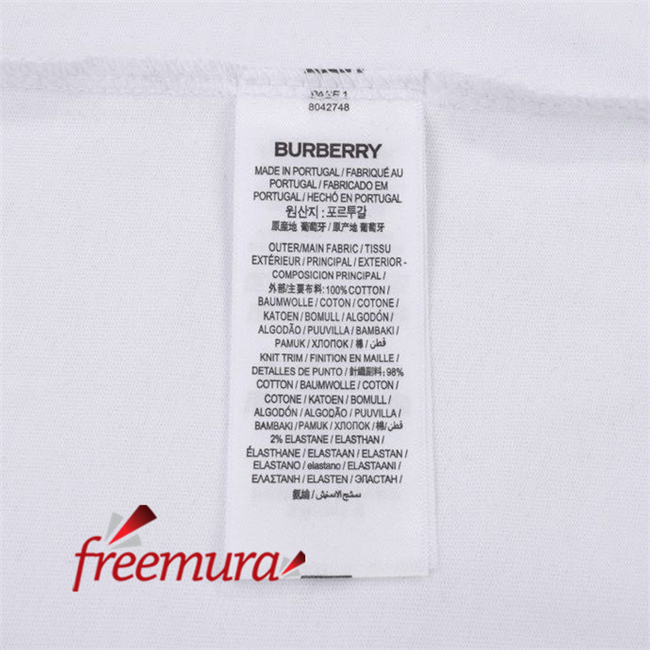 8042748
BURBERRY
MADE IN PORTUGAL / FABRIQUÉ AU
PORTUGAL / FABRICADO EM
PORTUGAL / HECHO EN PORTUGAL
원산지 : 포르투갈
原産地 葡萄牙 / 原产地 葡萄牙
OUTER/MAIN FABRIC / TISSU
EXTÉRIEUR / PRINCIPAL / EXTERIOR -
COMPOSICION PRINCIPAL /
外部/主要布料: 100% COTTON /
BAUMWOLLE / COTON / COTONE /
KATOEN / BOMULL / ALGODÓN /
ALGODÃO / PUUVILLA / BAMBAKI /
PAMUK / ХЛОПОК / 棉 / قطن /
KNIT TRIM / FINITION EN MAILLE /
DETALLES DE PUNTO / 針織副料: 98%
COTTON / BAUMWOLLE / COTON /
COTONE / KATOEN / BOMULL /
ALGODÓN / ALGODÃO / PUUVILLA /
BAMBAKI / PAMUK / ХЛОПОК / 棉 / قطن /
2% ELASTANE / ELASTHAN /
ÉLASTHANE / ELASTAAN / ELASTAN /
ELASTANO / elastano / ELASTAANI /
ΕΛΑΣΤΑΝΗ / ELASTEN / ЭПАСТАН /
氨綸 /
freemura